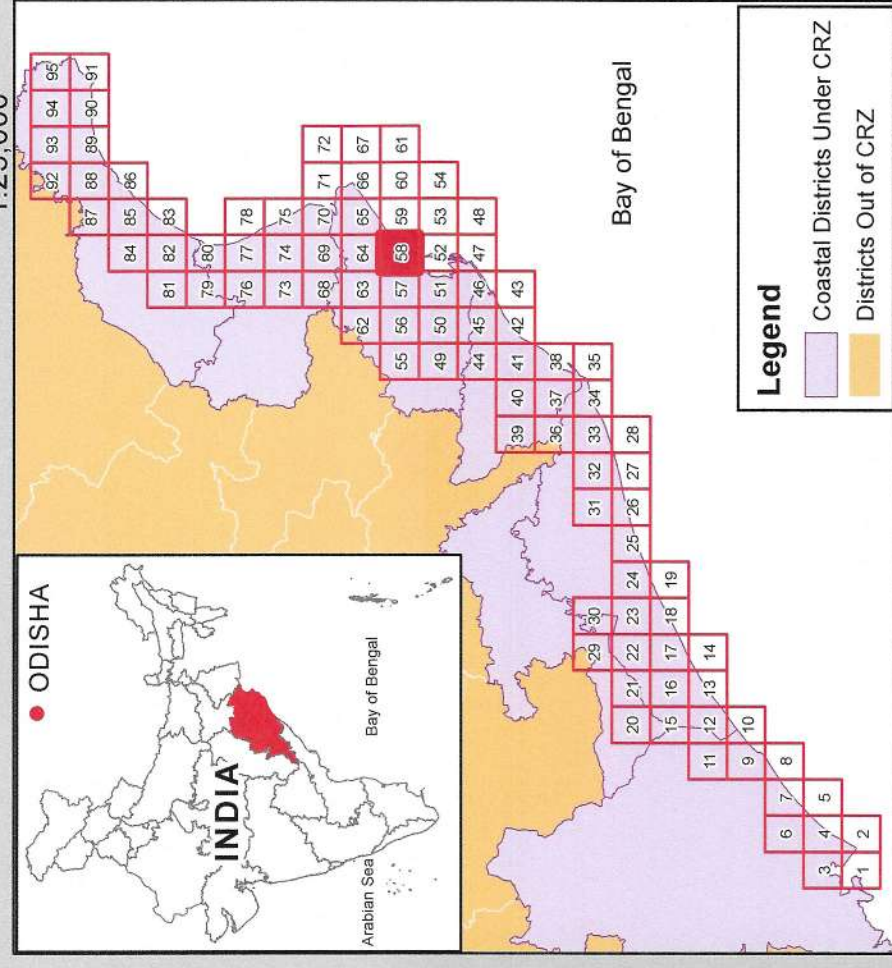 1:25,000
92 93 94 95
87 88 89 90 91
84 85 86
81 82 83
79 80
76 77 78
73 74 75
68 69 70 71 72
62 63 64 65 66 67
55 56 57 58 59 60 61
49 50 51 52 53 54
44 45 46 47 48
39 40 41 42 43
36 37 38
29 30 31 32 33 34 35
20 21 22 23 24 25 26 27 28
15 16 17 18 19
11 12 13 14
9 10
6 7 8
3 4 5
1 2
Bay of Bengal
ODISHA
INDIA
Arabian Sea
Bay of Bengal
Legend
Coastal Districts Under CRZ
Districts Out of CRZ